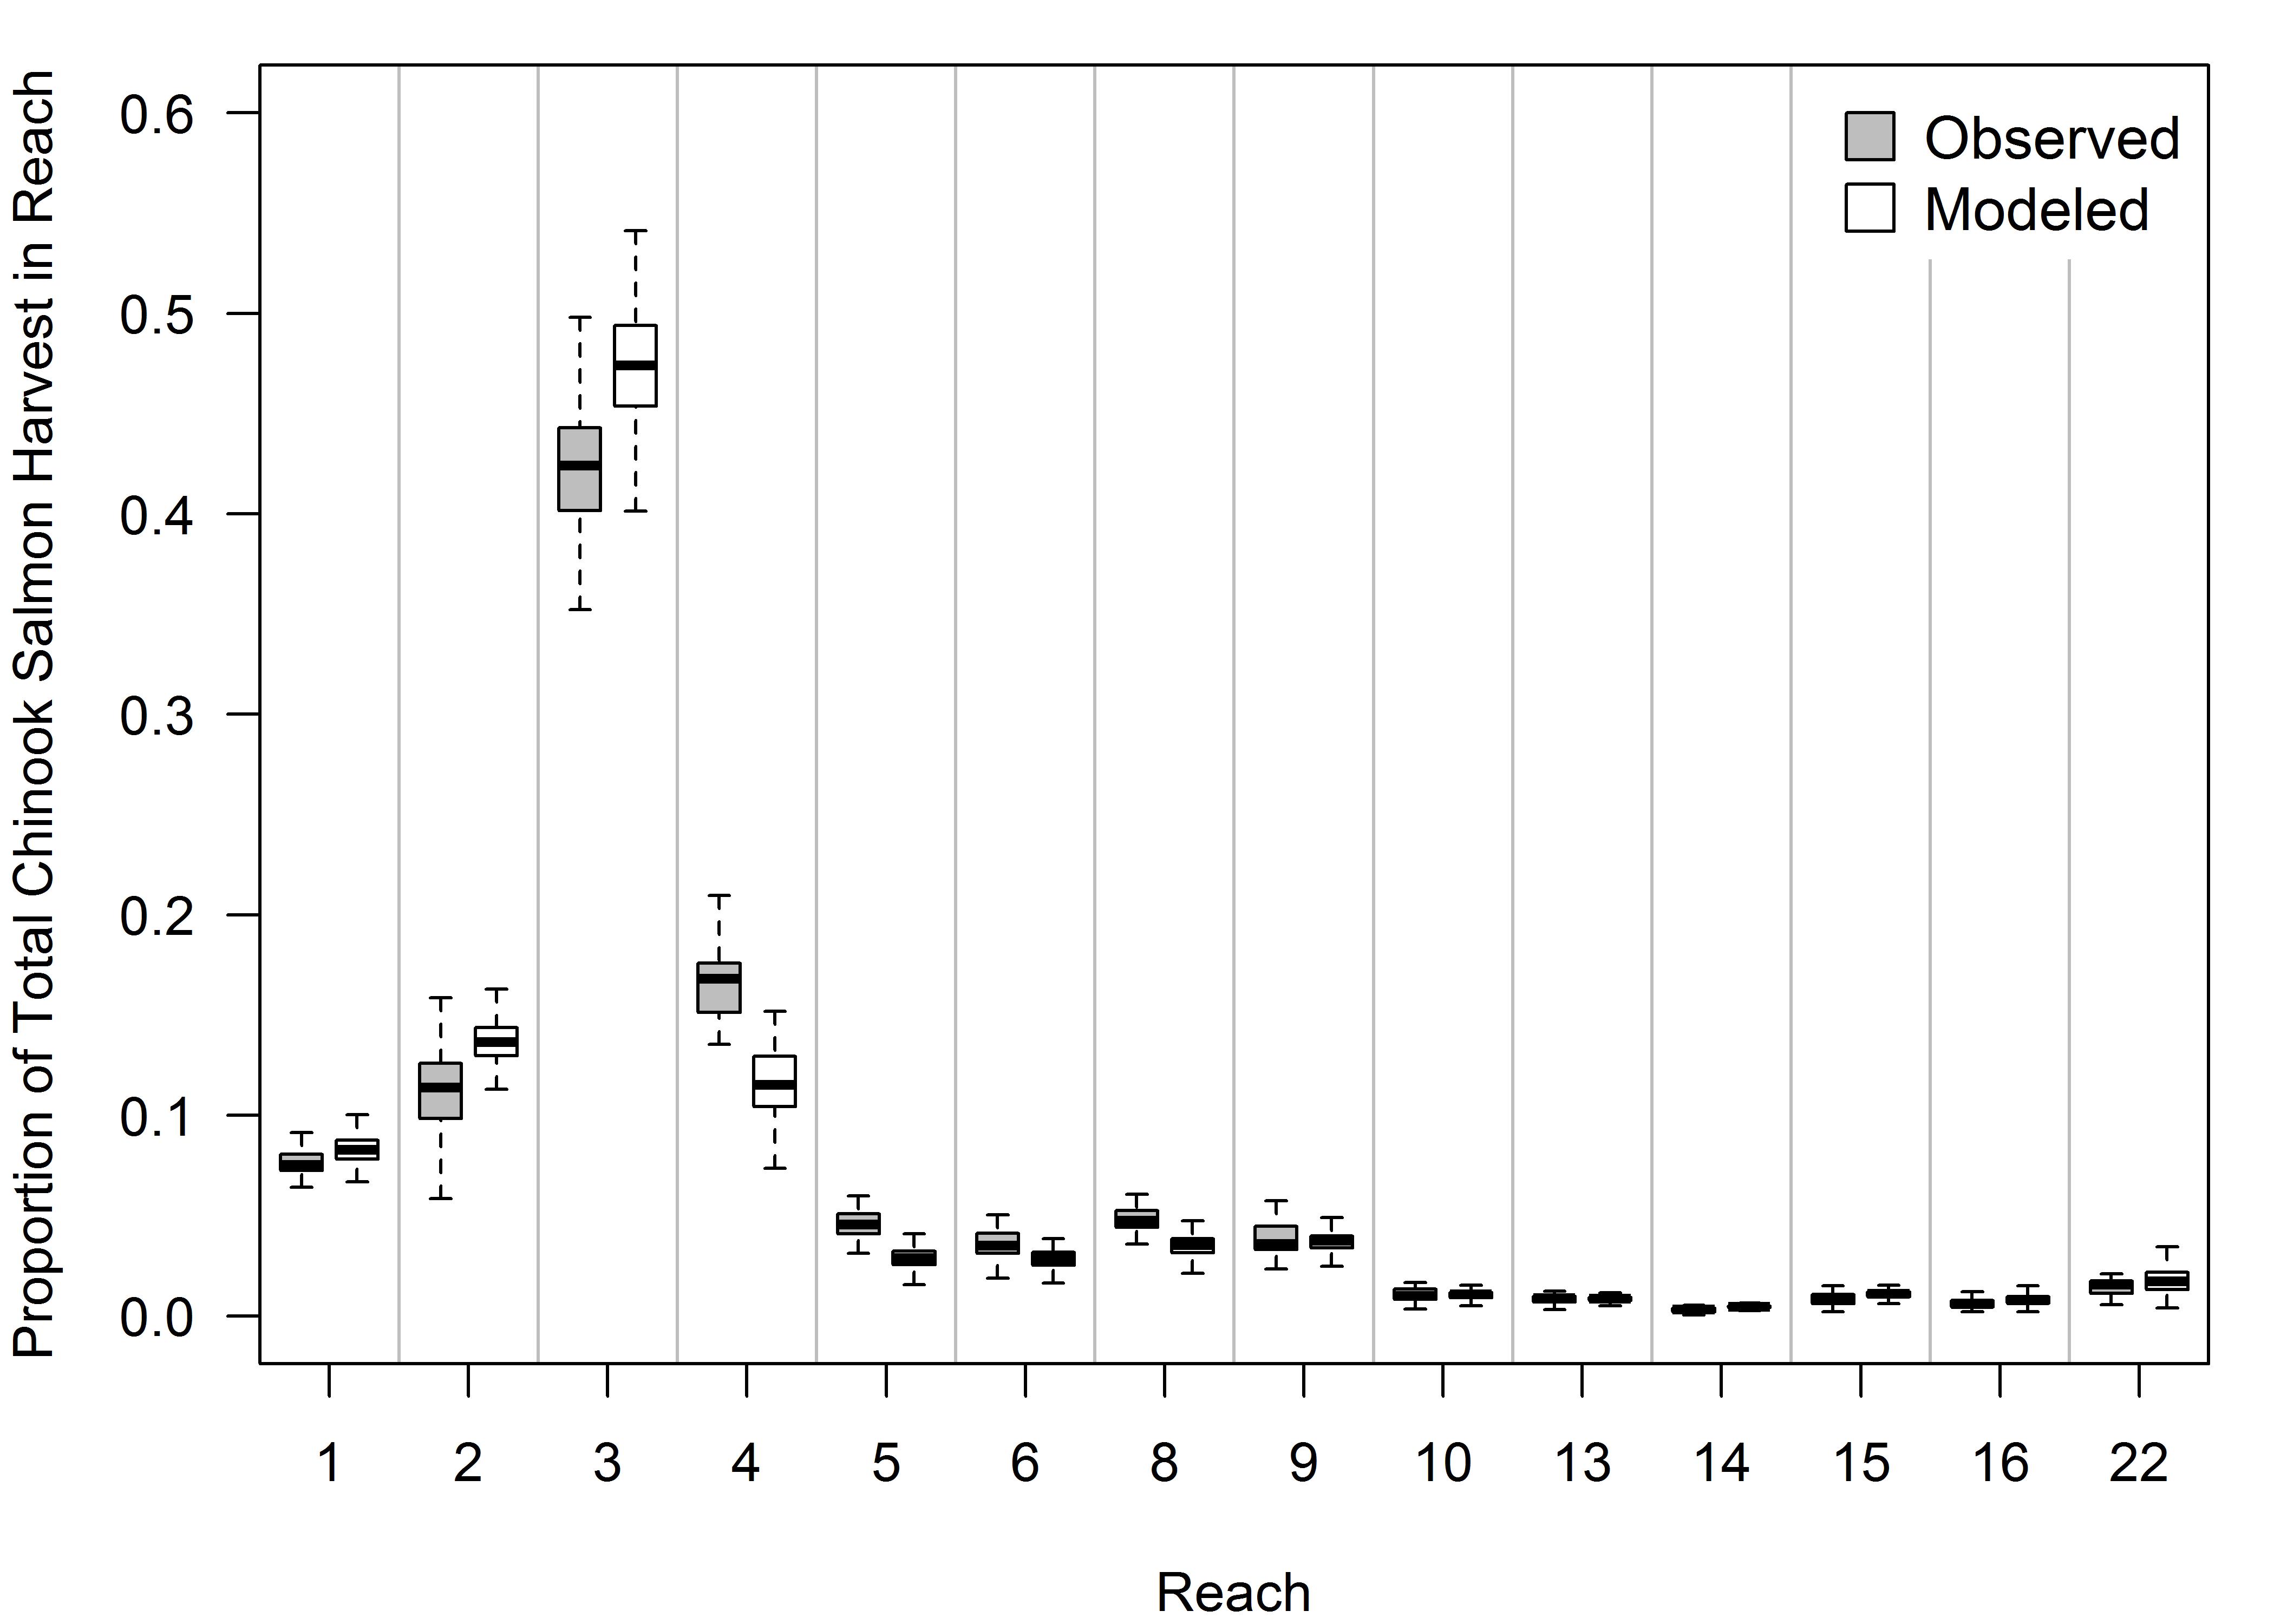 Proportion of Total Chinook Salmon Harvest in Reach
0.6
0.5
0.4
0.3
0.2
0.1
0.0
Observed
Modeled
1 2 3 4 5 6 8 9 10 13 14 15 16 22
Reach